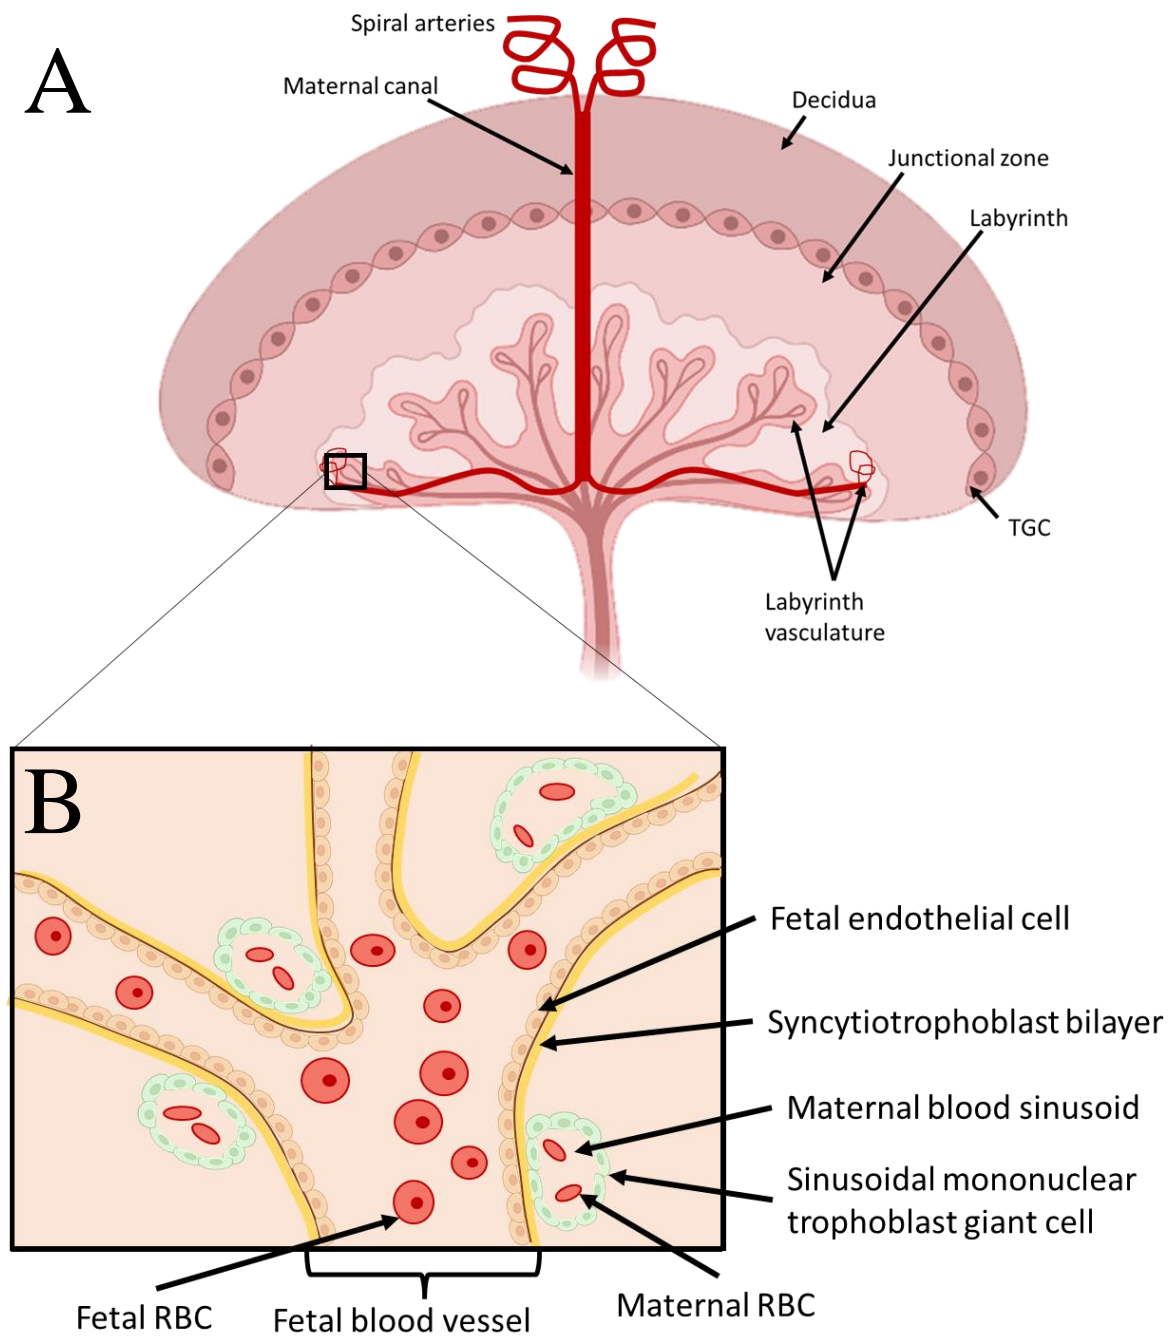 A
Spiral arteries
Maternal canal
Decidua
Junctional zone
Labyrinth
TGC
Labyrinth
vasculature
B
Fetal endothelial cell
Syncytiotrophoblast bilayer
Maternal blood sinusoid
Sinusoidal mononuclear
trophoblast giant cell
Fetal RBC
Fetal blood vessel
Maternal RBC